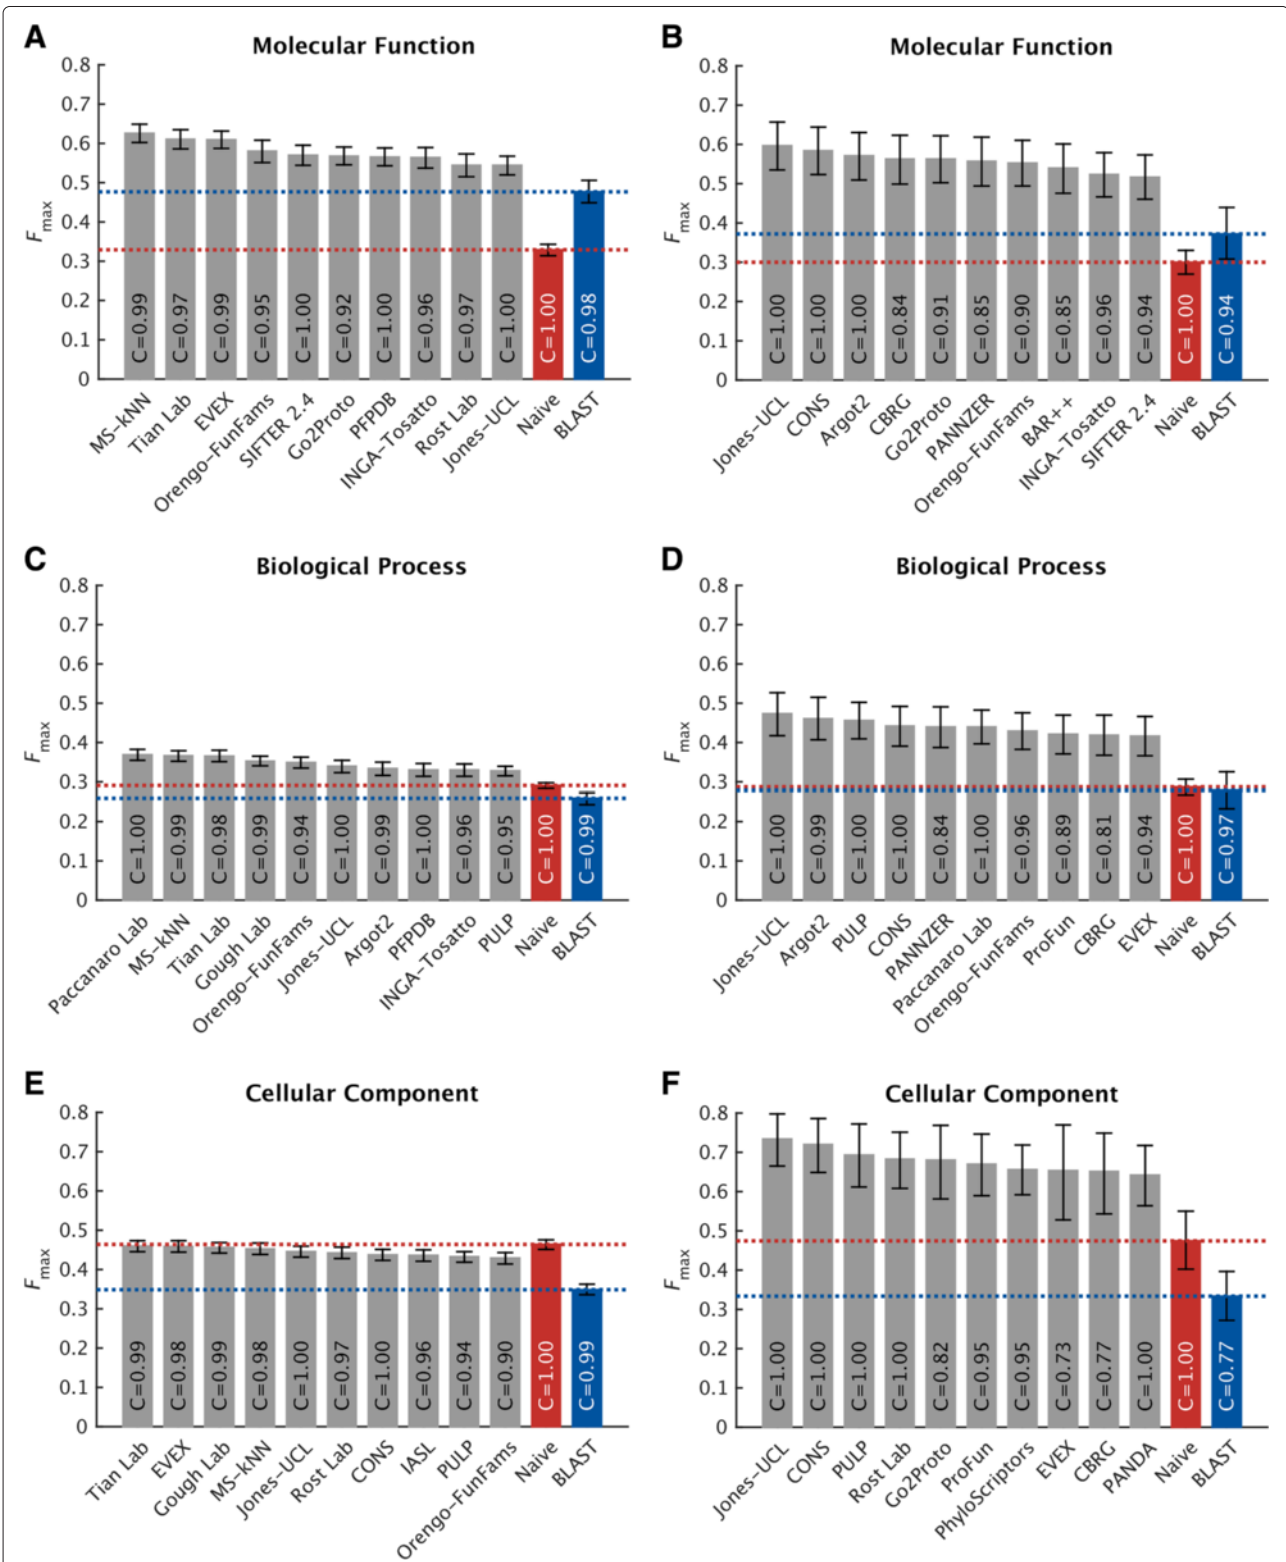 A
Molecular Function
0.8
0.7
0.6
0.5
0.4
0.3
0.2
0.1
0
Fmax
C=0.99
C=0.97
C=0.99
C=0.95
C=1.00
C=0.92
C=1.00
C=0.96
C=0.97
C=1.00
C=1.00
C=0.98
MS-kNN
Tian Lab
EVEX
Orengo-FunFams
SIFTER 2.4
Go2Proto
PFPDB
INGA-Tosatto
Rost Lab
Jones-UCL
Naive
BLAST
B
Molecular Function
0.8
0.7
0.6
0.5
0.4
0.3
0.2
0.1
0
Fmax
C=1.00
C=1.00
C=1.00
C=0.84
C=0.91
C=0.85
C=0.90
C=0.85
C=0.96
C=0.94
C=1.00
C=0.94
Jones-UCL
CONS
Argot2
CBRG
Go2Proto
PANNZER
Orengo-FunFams
BAR++
INGA-Tosatto
SIFTER 2.4
Naive
BLAST
C
Biological Process
0.8
0.7
0.6
0.5
0.4
0.3
0.2
0.1
0
Fmax
C=1.00
C=0.99
C=0.98
C=0.99
C=0.94
C=1.00
C=0.99
C=1.00
C=0.96
C=0.95
C=1.00
C=0.99
Paccanaro Lab
MS-kNN
Tian Lab
Gough Lab
Orengo-FunFams
Jones-UCL
Argot2
PFPDB
INGA-Tosatto
PULP
Naive
BLAST
D
Biological Process
0.8
0.7
0.6
0.5
0.4
0.3
0.2
0.1
0
Fmax
C=1.00
C=0.99
C=1.00
C=1.00
C=0.84
C=1.00
C=0.96
C=0.89
C=0.81
C=0.94
C=1.00
C=0.97
Jones-UCL
Argot2
PULP
CONS
PANNZER
Paccanaro Lab
Orengo-FunFams
ProFun
CBRG
EVEX
Naive
BLAST
E
Cellular Component
0.8
0.7
0.6
0.5
0.4
0.3
0.2
0.1
0
Fmax
C=0.99
C=0.98
C=0.99
C=0.98
C=1.00
C=0.97
C=1.00
C=0.96
C=0.94
C=0.90
C=1.00
C=0.99
Tian Lab
EVEX
Gough Lab
MS-kNN
Jones-UCL
Rost Lab
CONS
IASL
PULP
Orengo-FunFams
Naive
BLAST
F
Cellular Component
0.8
0.7
0.6
0.5
0.4
0.3
0.2
0.1
0
Fmax
C=1.00
C=1.00
C=1.00
C=1.00
C=0.82
C=0.95
C=0.95
C=0.73
C=0.77
C=1.00
C=1.00
C=0.77
Jones-UCL
CONS
PULP
Rost Lab
Go2Proto
ProFun
PhyloScriptors
EVEX
CBRG
PANDA
Naive
BLAST